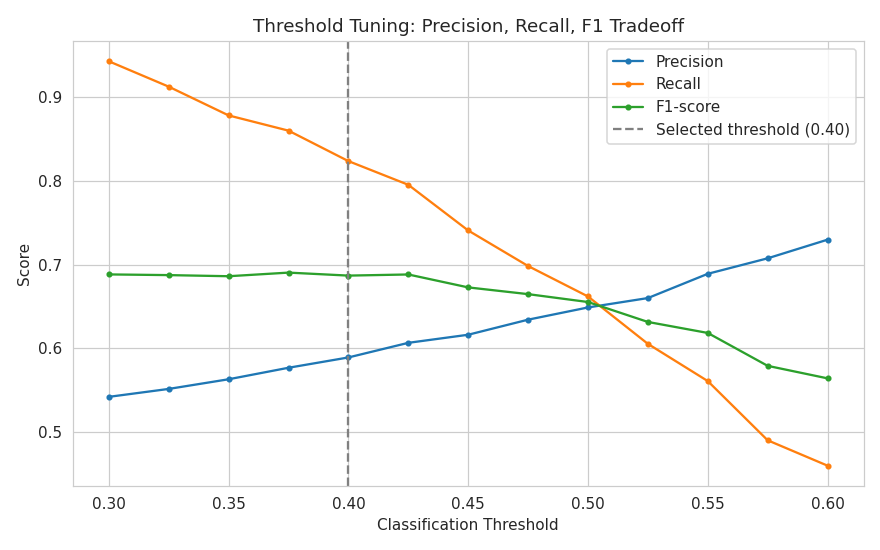 Threshold Tuning: Precision, Recall, F1 Tradeoff
Precision
Recall
F1-score
Selected threshold (0.40)
Score
0.9
0.8
0.7
0.6
0.5
0.30 0.35 0.40 0.45 0.50 0.55 0.60
Classification Threshold